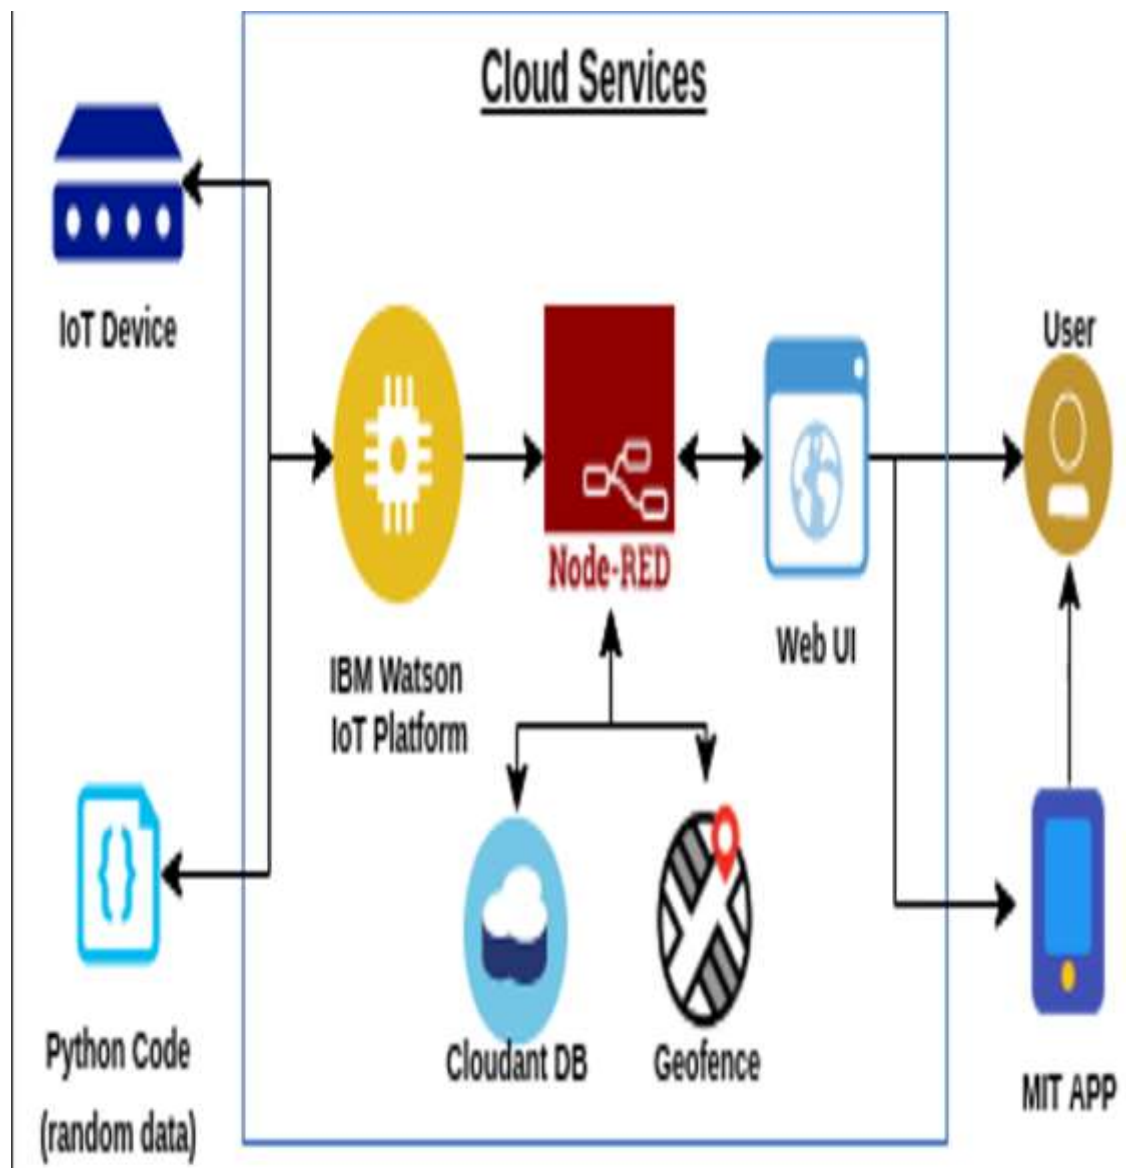 Cloud Services
IoT Device
User
Node-RED
Web UI
IBM Watson
IoT Platform
Cloudant DB
Geofence
Python Code
(random data)
MIT APP